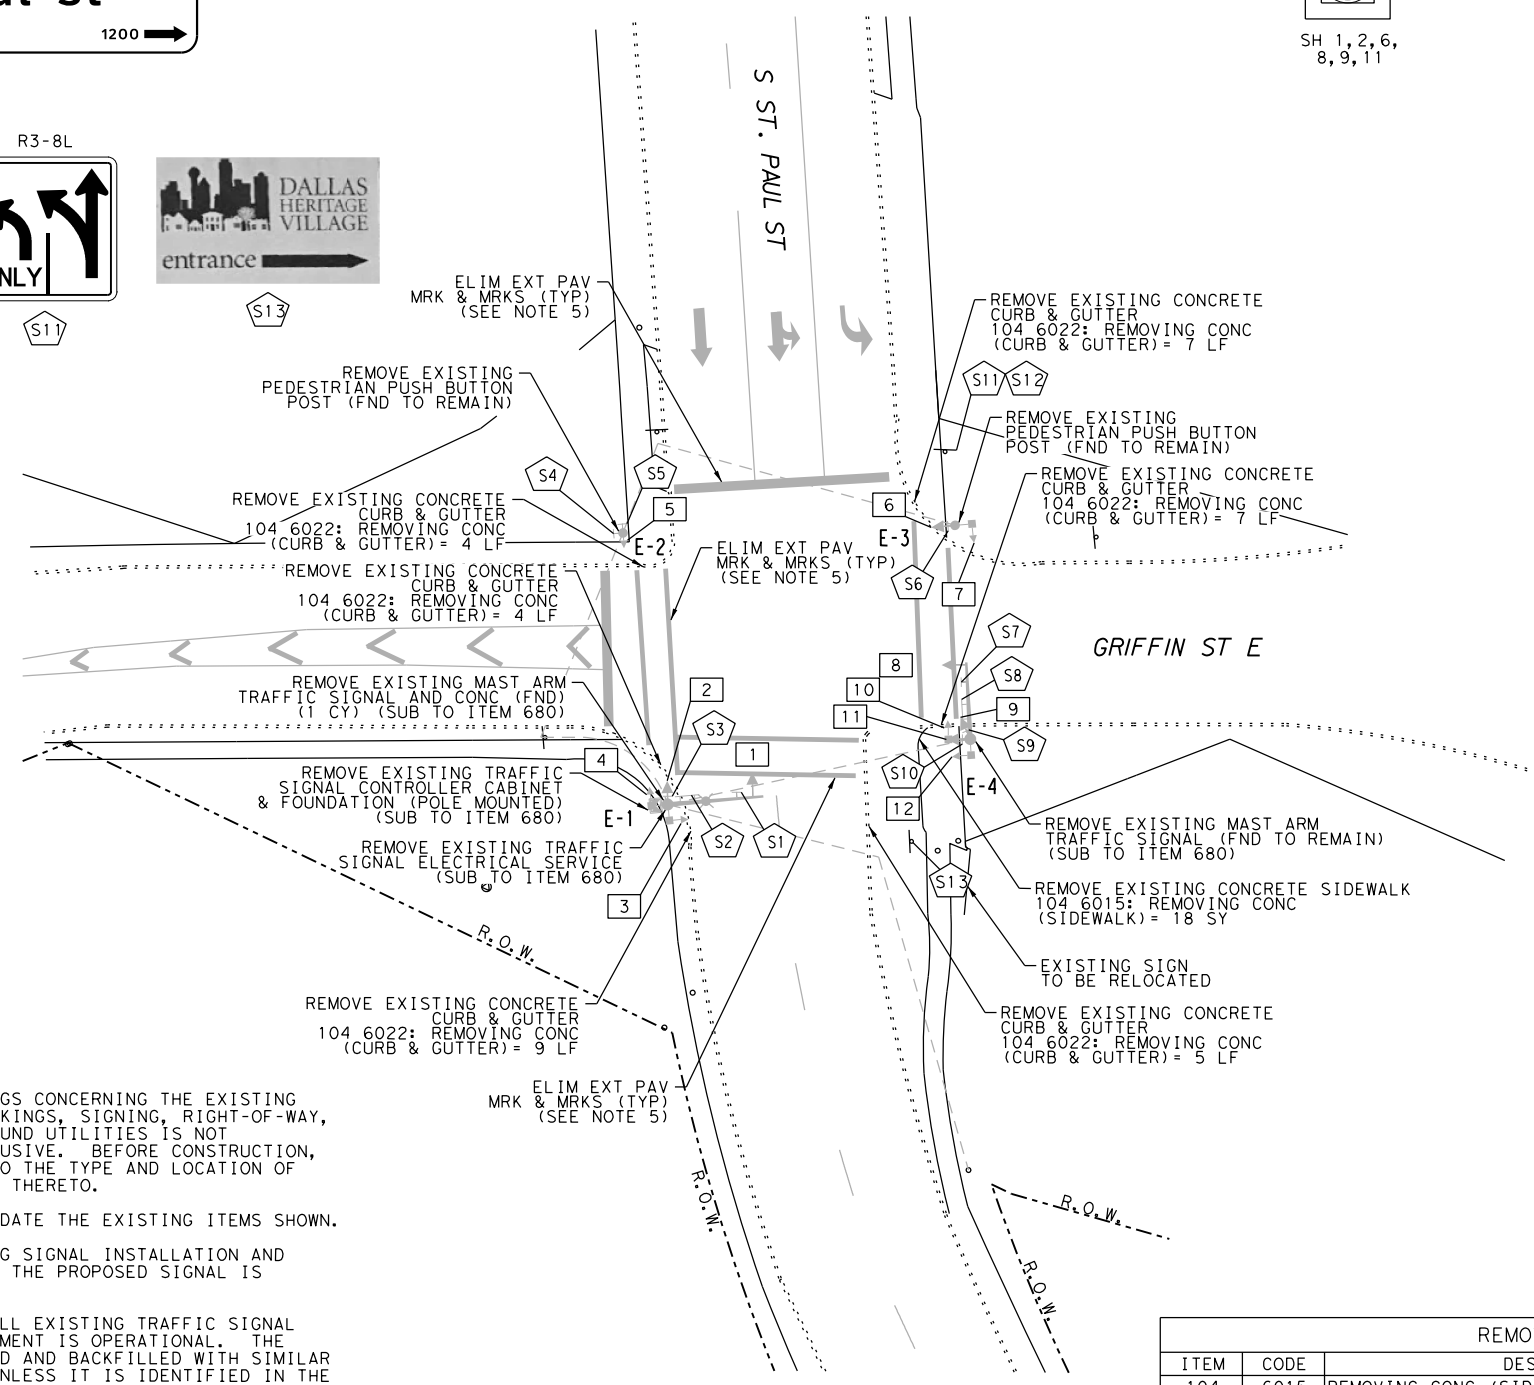 1200
SH 1,2,6,
8,9,11
R3-8L
NLY
S11
DALLAS
HERITAGE
VILLAGE
entrance
S13
S ST. PAUL ST
ELIM EXT PAV
MRK & MRKS (TYP)
(SEE NOTE 5)
REMOVE EXISTING CONCRETE
CURB & GUTTER
104 6022: REMOVING CONC
(CURB & GUTTER)= 7 LF
S11
S12
REMOVE EXISTING
PEDESTRIAN PUSH BUTTON
POST (FND TO REMAIN)
REMOVE EXISTING
PEDESTRIAN PUSH BUTTON
POST (FND TO REMAIN)
S4
S5
REMOVE EXISTING CONCRETE
CURB & GUTTER
104 6022: REMOVING CONC
(CURB & GUTTER)= 7 LF
REMOVE EXISTING CONCRETE
CURB & GUTTER
104 6022: REMOVING CONC
(CURB & GUTTER)= 4 LF
5
6
E-2
E-3
ELIM EXT PAV
MRK & MRKS (TYP)
(SEE NOTE 5)
REMOVE EXISTING CONCRETE
CURB & GUTTER
104 6022: REMOVING CONC
(CURB & GUTTER)= 4 LF
S6
7
S7
GRIFFIN ST E
8
S8
REMOVE EXISTING MAST ARM
TRAFFIC SIGNAL AND CONC (FND)
(1 CY) (SUB TO ITEM 680)
2
10
9
11
S3
S9
1
4
S10
REMOVE EXISTING TRAFFIC
SIGNAL CONTROLLER CABINET
& FOUNDATION (POLE MOUNTED)
(SUB TO ITEM 680)
E-1
E-4
12
S2
S1
REMOVE EXISTING MAST ARM
TRAFFIC SIGNAL (FND TO REMAIN)
(SUB TO ITEM 680)
REMOVE EXISTING TRAFFIC
SIGNAL ELECTRICAL SERVICE
(SUB TO ITEM 680)
S13
REMOVE EXISTING CONCRETE SIDEWALK
104 6015: REMOVING CONC
(SIDEWALK)= 18 SY
3
R.O.W.
EXISTING SIGN
TO BE RELOCATED
REMOVE EXISTING CONCRETE
CURB & GUTTER
104 6022: REMOVING CONC
(CURB & GUTTER)= 9 LF
REMOVE EXISTING CONCRETE
CURB & GUTTER
104 6022: REMOVING CONC
(CURB & GUTTER)= 5 LF
ELIM EXT PAV
MRK & MRKS (TYP)
(SEE NOTE 5)
GS CONCERNING THE EXISTING
KINGS, SIGNING, RIGHT-OF-WAY,
UND UTILITIES IS NOT
USIVE. BEFORE CONSTRUCTION,
O THE TYPE AND LOCATION OF
THERETO.
R.O.W.
R.O.W.
DATE THE EXISTING ITEMS SHOWN.
G SIGNAL INSTALLATION AND
THE PROPOSED SIGNAL IS
R.O.W.
LL EXISTING TRAFFIC SIGNAL
MENT IS OPERATIONAL. THE
D AND BACKFILLED WITH SIMILAR
NLESS IT IS IDENTIFIED IN THE
REMO
ITEM CODE DES